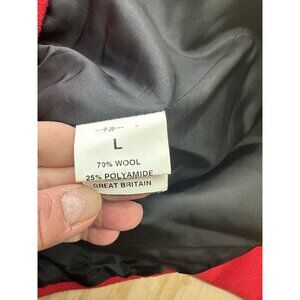 L
70% WOOL
25% POLYAMIDE
GREAT BRITAIN